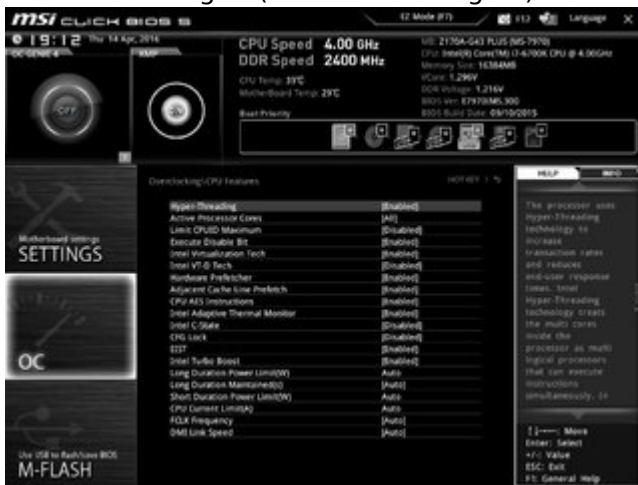 msi CLICK BIOS 5
EZ Mode (F7)
F12
Language
X
19:12 Thu 14 Apr, 2016
OC GENIE 4
XMP
OFF
CPU Speed 4.00 GHz
DDR Speed 2400 MHz
CPU Temp: 33°C
MotherBoard Temp: 29°C
MB: Z170A-G43 PLUS (MS-7970)
CPU: Intel(R) Core(TM) i7-6700K CPU @ 4.00GHz
Memory Size: 16384MB
VCore: 1.296V
DDR Voltage: 1.216V
BIOS Ver: E7970IMS.300
BIOS Build Date: 09/10/2015
Boot Priority
Motherboard settings
SETTINGS
OC
Use USB to flash/save BIOS
M-FLASH
Overclocking\CPU Features
HOT KEY
Hyper-Threading [Enabled]
Active Processor Cores [All]
Limit CPUID Maximum [Disabled]
Execute Disable Bit [Enabled]
Intel Virtualization Tech [Enabled]
Intel VT-D Tech [Disabled]
Hardware Prefetcher [Enabled]
Adjacent Cache Line Prefetch [Enabled]
CPU AES Instructions [Enabled]
Intel Adaptive Thermal Monitor [Enabled]
Intel C-State [Disabled]
CFG Lock [Disabled]
EIST [Enabled]
Intel Turbo Boost [Enabled]
Long Duration Power Limit(W) Auto
Long Duration Maintained(s) [Auto]
Short Duration Power Limit(W) Auto
CPU Current Limit(A) Auto
FCLK Frequency [Auto]
DMI Link Speed [Auto]
HELP
INFO
The processor uses
Hyper-Threading
technology to
increase
transaction rates
and reduces
end-user response
times. Intel
Hyper-Threading
technology treats
the multi cores
inside the
processor as multi
logical processors
that can execute
instructions
simultaneously. In
Move
Enter: Select
+/-: Value
ESC: Exit
F1: General Help